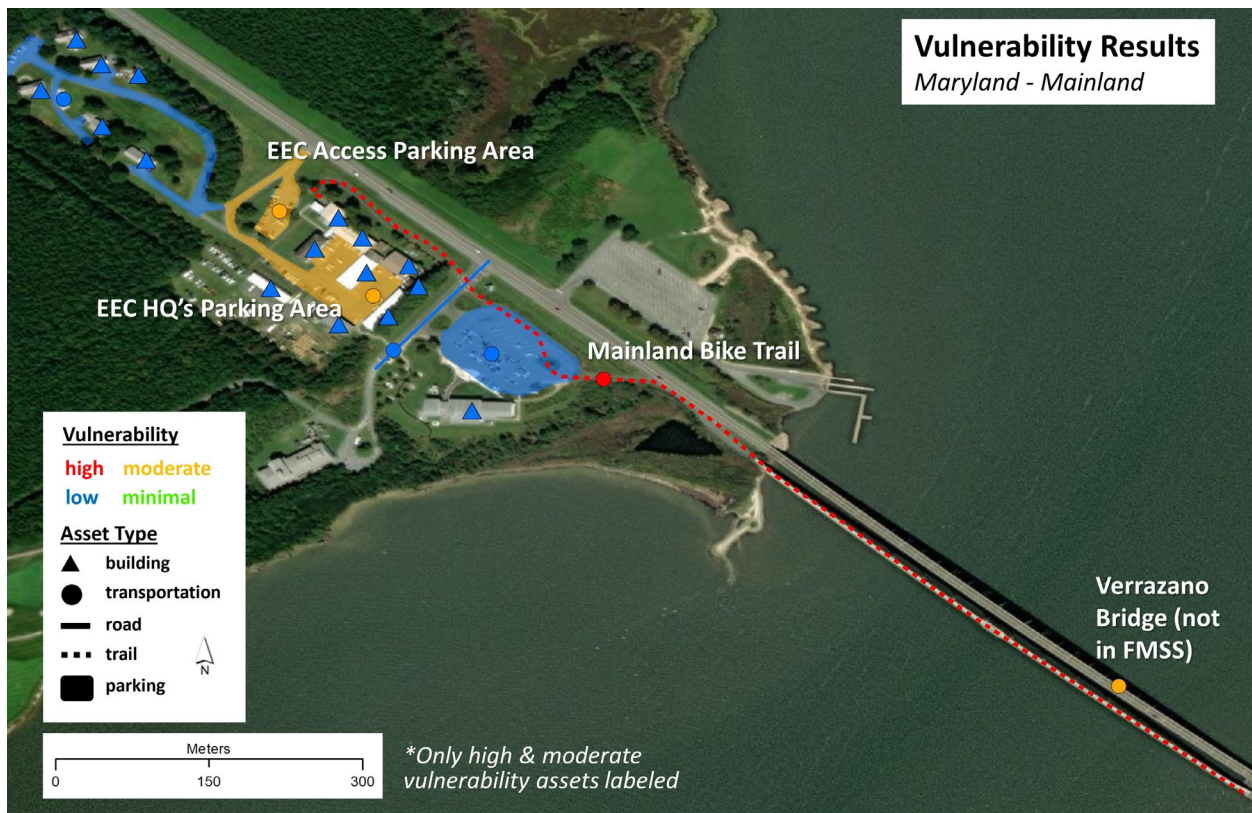 Vulnerability Results
Maryland - Mainland
EEC Access Parking Area
EEC HQ's Parking Area
Mainland Bike Trail
Verrazano
Bridge (not
in FMSS)
Vulnerability
high moderate
low minimal
Asset Type
building
transportation
road
trail
parking
N
Meters
0 150 300
*Only high & moderate
vulnerability assets labeled